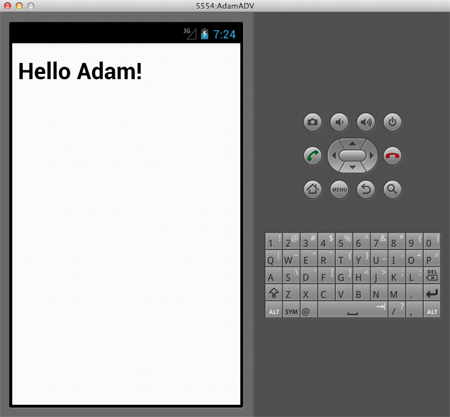 5554:AdamADV
3G 7:24
Hello Adam!
MENU
1 ! 2 @ 3 # 4 $ 5 % 6 ^ 7 & 8 * 9 ( 0 )
Q W E R T Y U I O P
A S D F G H J K L DEL
Z X C V B N M .
ALT SYM @ / ? , ALT